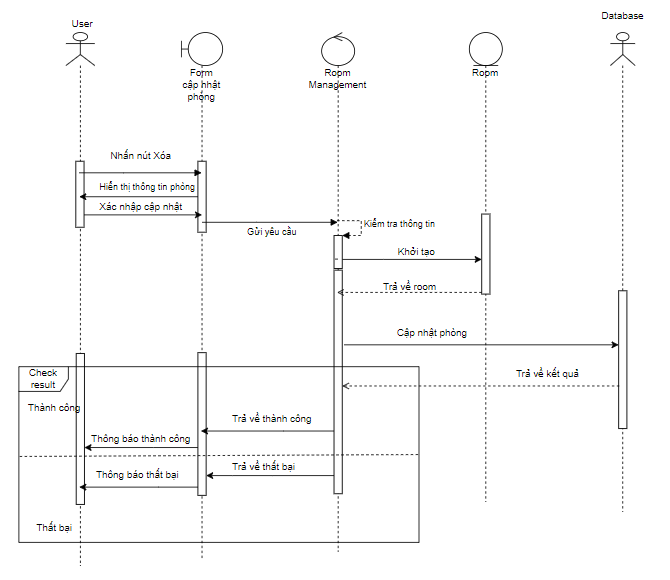 User
Database
Form
cập nhật
phòng
Room
Management
Room
Nhấn nút Xóa
Hiển thị thông tin phòng
Xác nhập cập nhật
Gửi yêu cầu
Kiểm tra thông tin
Khởi tạo
Trả về room
Cập nhật phòng
Trả về kết quả
Check
result
Thành công
Trả về thành công
Thông báo thành công
Trả về thất bại
Thông báo thất bại
Thất bại